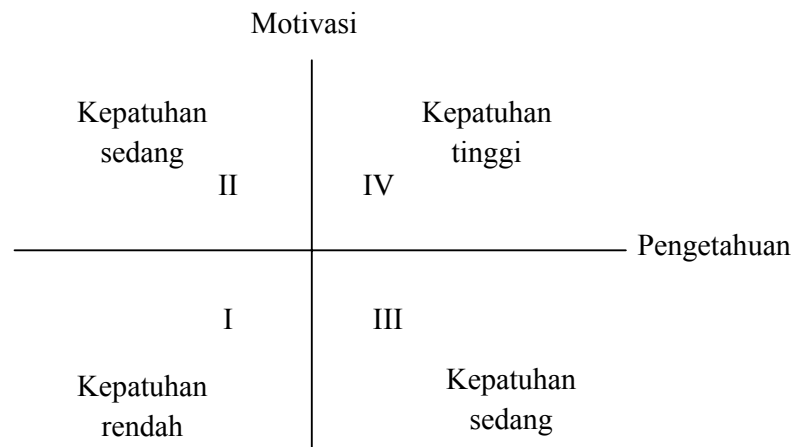 Motivasi
Kepatuhan
sedang
Kepatuhan
tinggi
II
IV
Pengetahuan
I
III
Kepatuhan
rendah
Kepatuhan
sedang